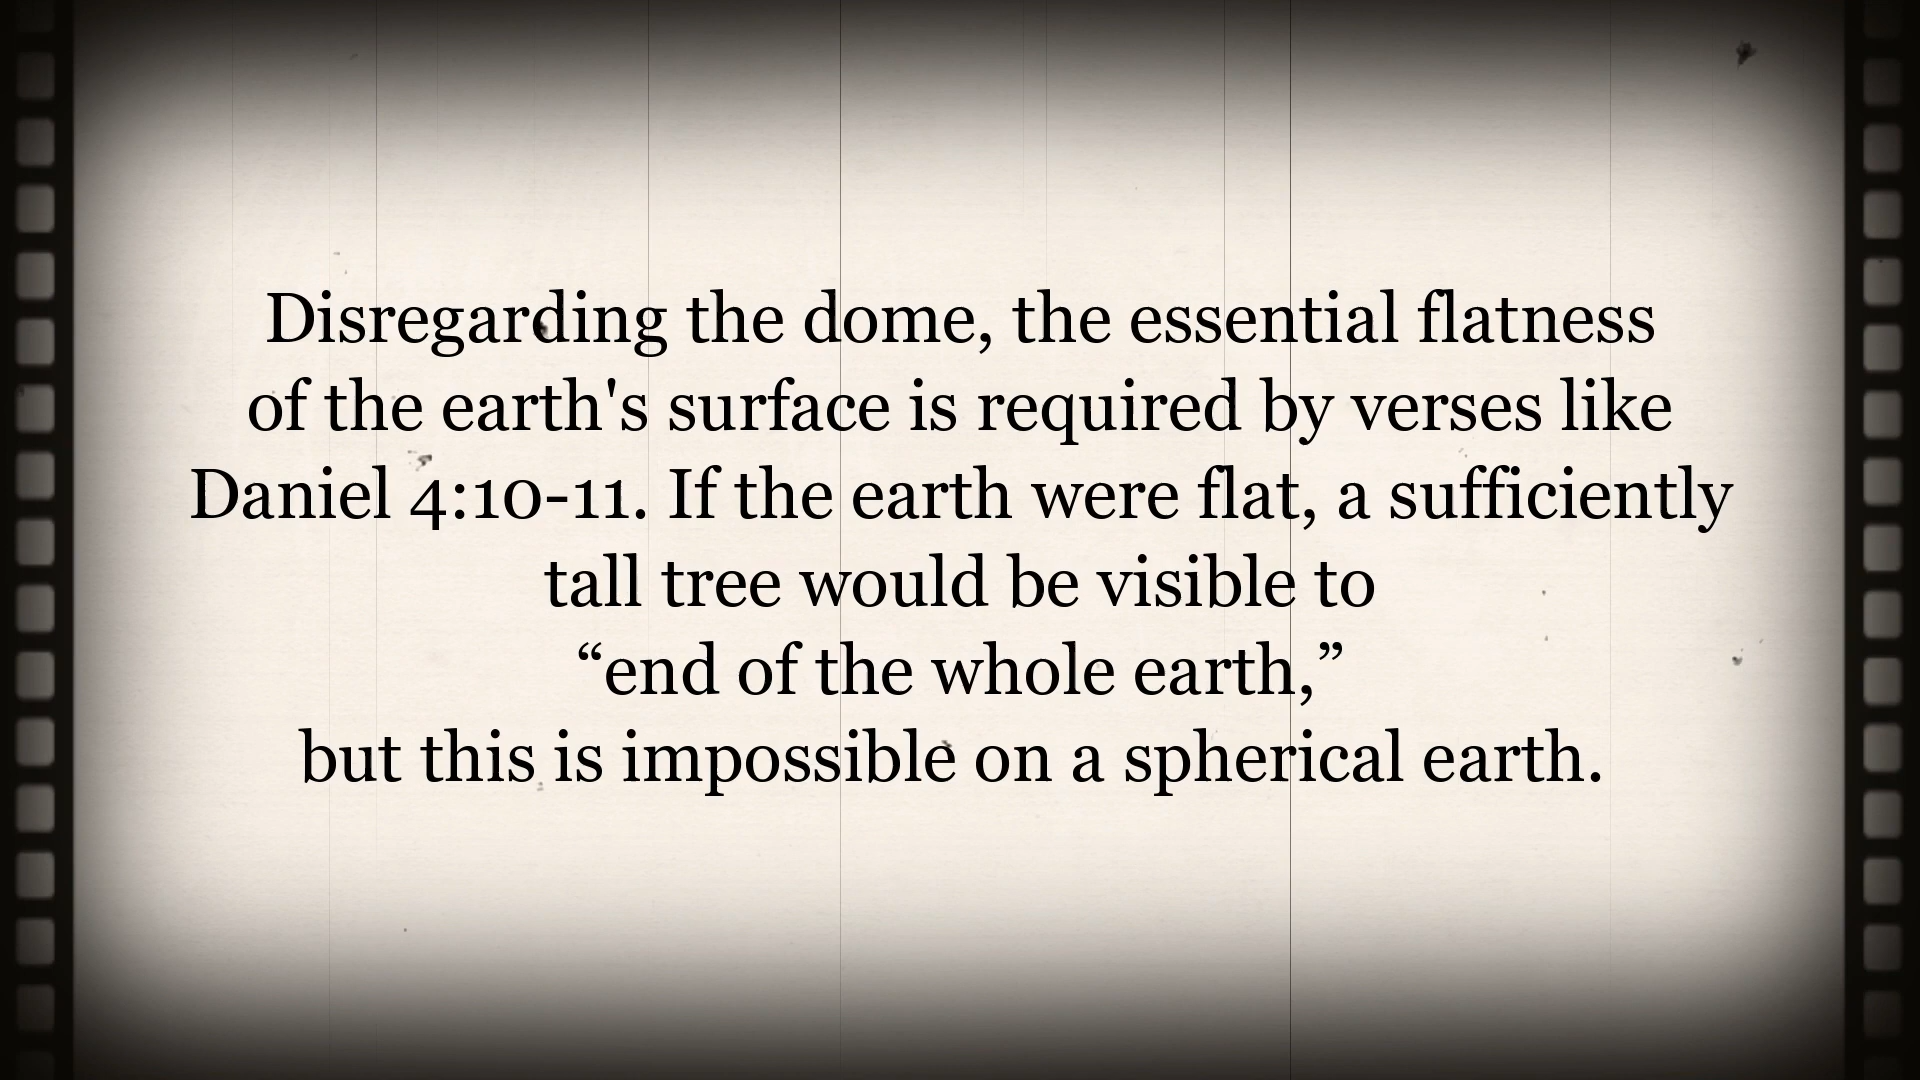 Disregarding the dome, the essential flatness
of the earth's surface is required by verses like
Daniel 4:10-11. If the earth were flat, a sufficiently
tall tree would be visible to
“end of the whole earth,”
but this is impossible on a spherical earth.